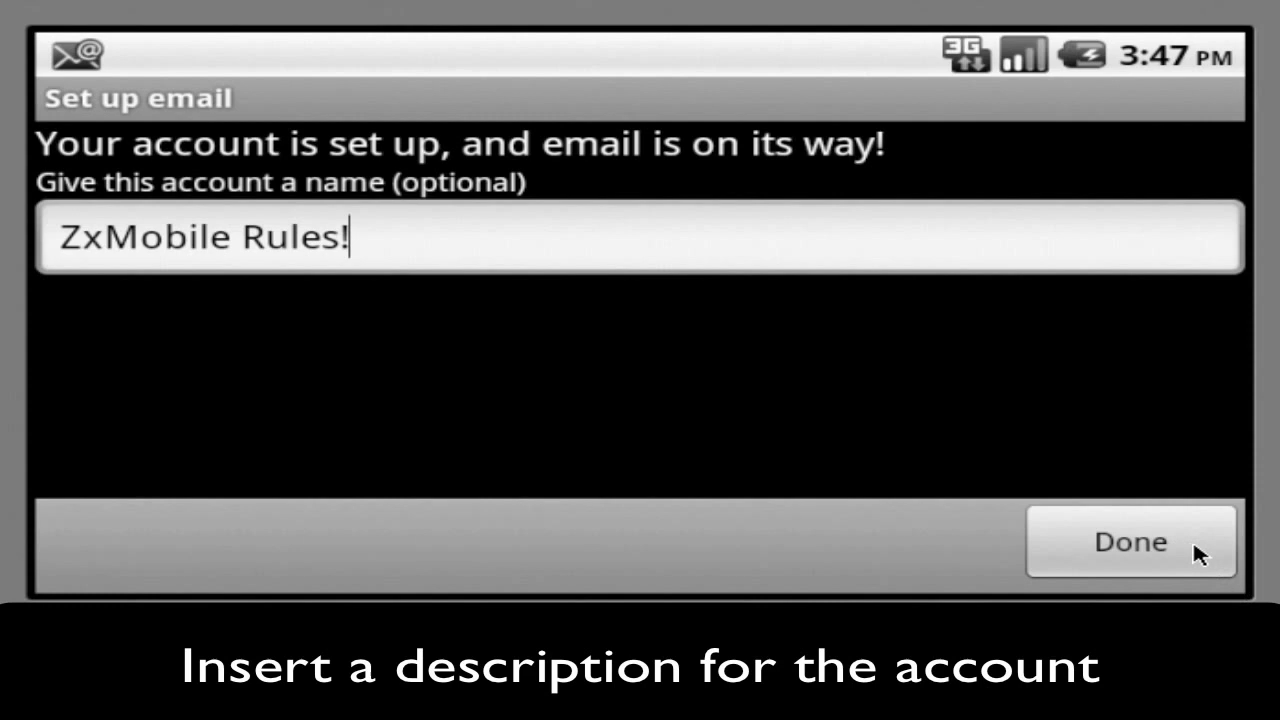 3G 3:47 PM
Set up email
Your account is set up, and email is on its way!
Give this account a name (optional)
ZxMobile Rules!
Done
Insert a description for the account